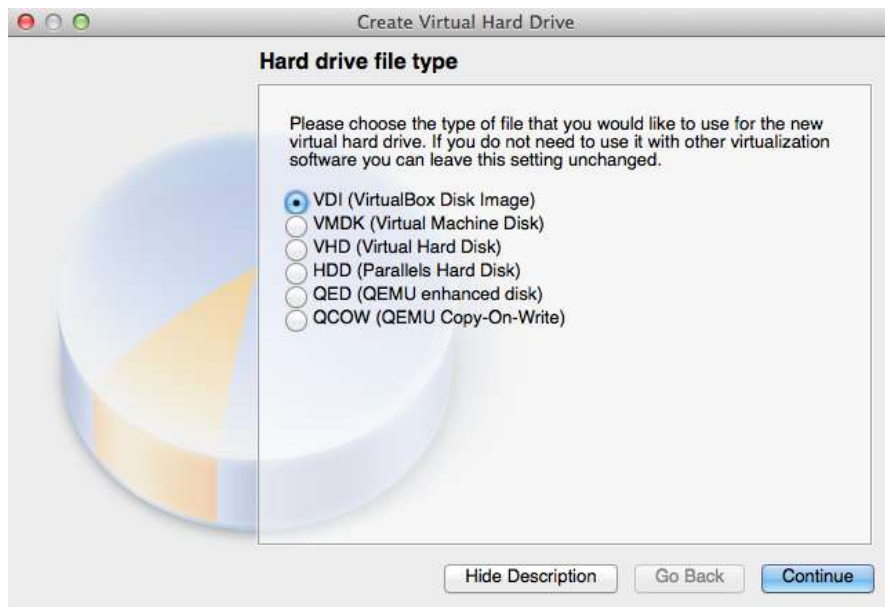 Create Virtual Hard Drive
Hard drive file type
Please choose the type of file that you would like to use for the new
virtual hard drive. If you do not need to use it with other virtualization
software you can leave this setting unchanged.
VDI (VirtualBox Disk Image)
VMDK (Virtual Machine Disk)
VHD (Virtual Hard Disk)
HDD (Parallels Hard Disk)
QED (QEMU enhanced disk)
QCOW (QEMU Copy-On-Write)
Hide Description
Go Back
Continue